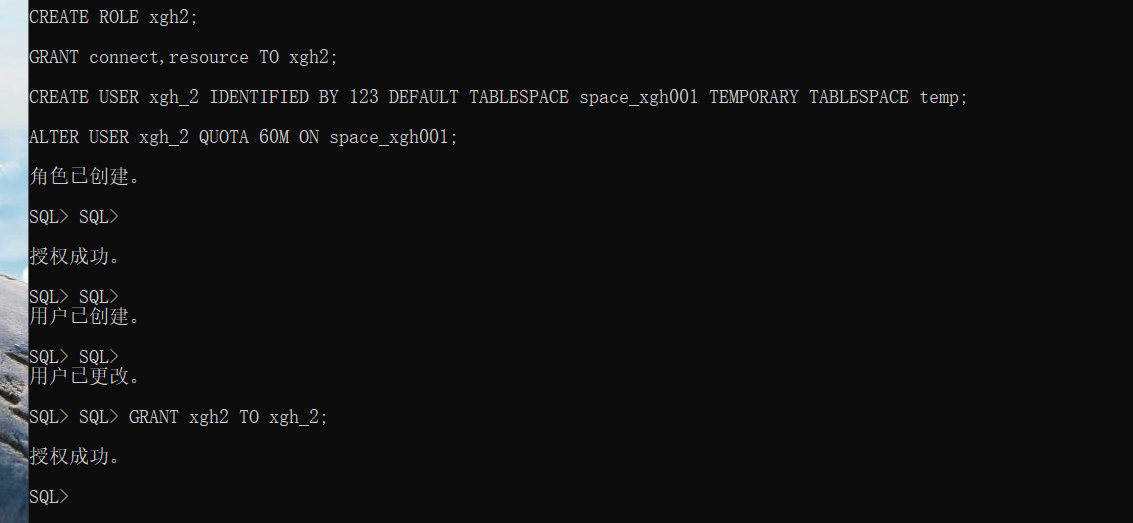 CREATE ROLE xgh2;
GRANT connect,resource TO xgh2;
CREATE USER xgh_2 IDENTIFIED BY 123 DEFAULT TABLESPACE space_xgh001 TEMPORARY TABLESPACE temp;
ALTER USER xgh_2 QUOTA 60M ON space_xgh001;
角色已创建。
SQL> SQL>
授权成功。
SQL> SQL>
用户已创建。
SQL> SQL>
用户已更改。
SQL> SQL> GRANT xgh2 TO xgh_2;
授权成功。
SQL>